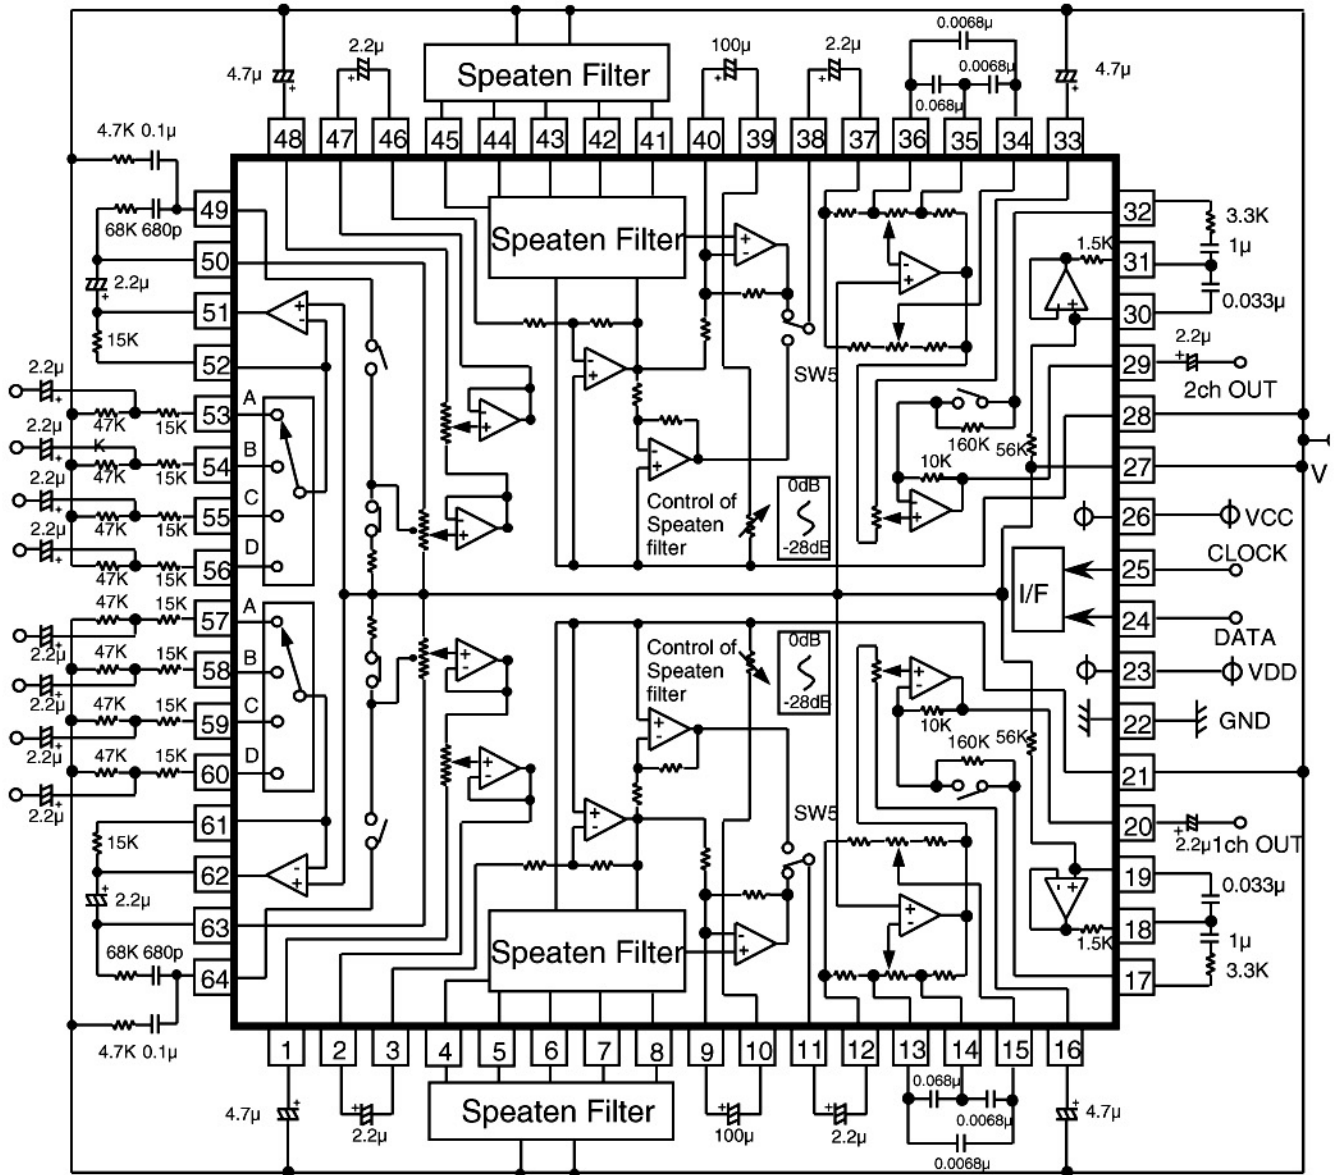 0.0068μ
2.2μ
100μ
2.2μ
4.7μ
Speaten Filter
0.0068μ
4.7μ
0.068μ
4.7K 0.1μ
48 47 46 45 44 43 42 41 40 39 38 37 36 35 34 33
49
68K 680p
32
3.3K
Speaten Filter
1.5K
1μ
50
31
2.2μ
51
30
0.033μ
15K
2.2μ
52
29
2.2μ
SW5
2ch OUT
A
53
28
47K
15K
2.2μ
160K
56K
K
B
54
10K
27
V
47K
15K
2.2μ
0dB
C
Control of
Speaten
filter
55
26
VCC
47K
15K
2.2μ
-28dB
CLOCK
D
56
25
47K
15K
I/F
47K
15K
A
57
24
DATA
2.2μ
Control of
Speaten
filter
0dB
47K
15K
B
58
23
VDD
2.2μ
-28dB
47K
15K
C
59
10K
22
GND
2.2μ
160K
56K
47K
15K
D
60
21
2.2μ
SW5
61
20
15K
2.2μ
1ch OUT
62
19
0.033μ
2.2μ
63
18
1.5K
1μ
68K 680p
Speaten Filter
64
17
3.3K
4.7K 0.1μ
1 2 3 4 5 6 7 8 9 10 11 12 13 14 15 16
0.068μ
4.7μ
Speaten Filter
0.0068μ
4.7μ
2.2μ
100μ
2.2μ
0.0068μ